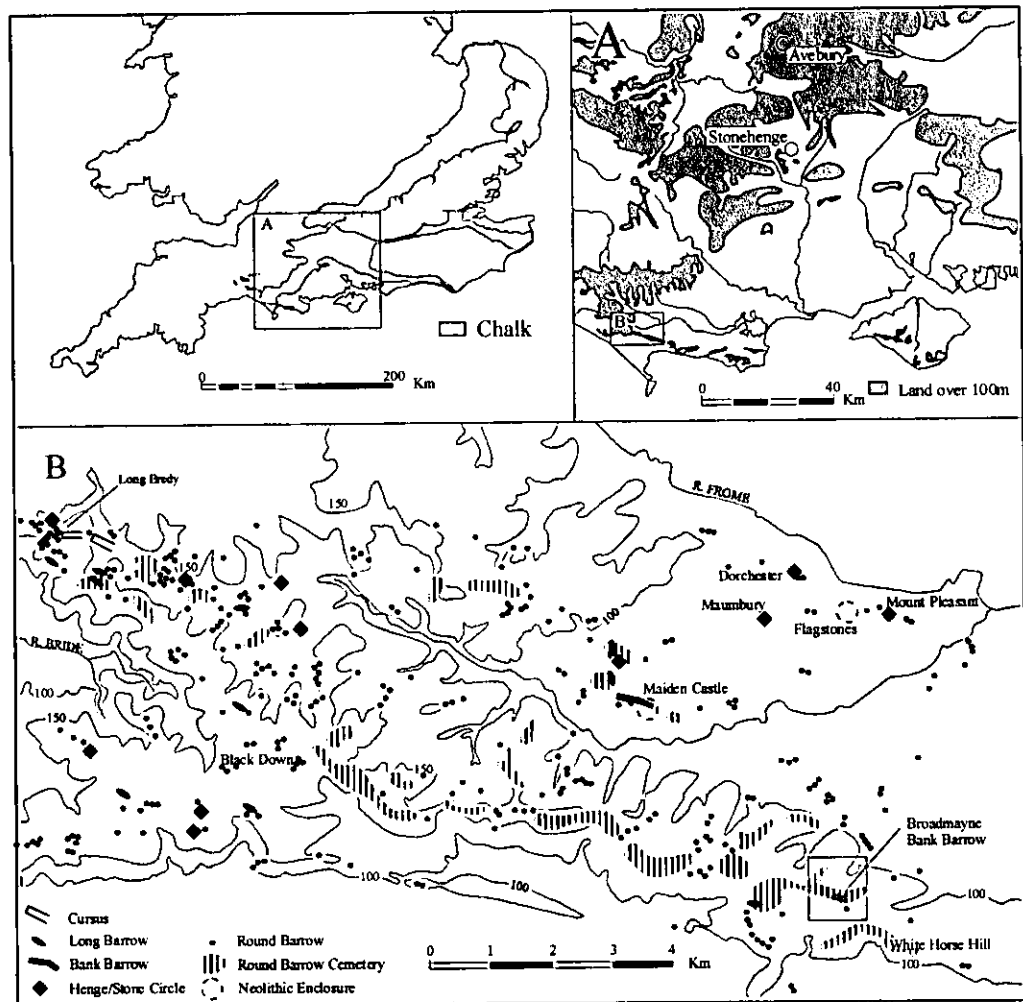 A
Chalk
0 200 Km
A
Avebury
Stonehenge
B
0 40 Km
Land over 100m
B
Long Bredy
150
R. FROME
150
Dorchester
Maumbury
Mount Pleasant
Flagstones
100
R. BRIDE
100
150
Maiden Castle
Black Down
150
Broadmayne
Bank Barrow
100
100
100
White Horse Hill
100
Cursus
Long Barrow
Bank Barrow
Henge/Stone Circle
Round Barrow
Round Barrow Cemetery
Neolithic Enclosure
0 1 2 3 4
Km